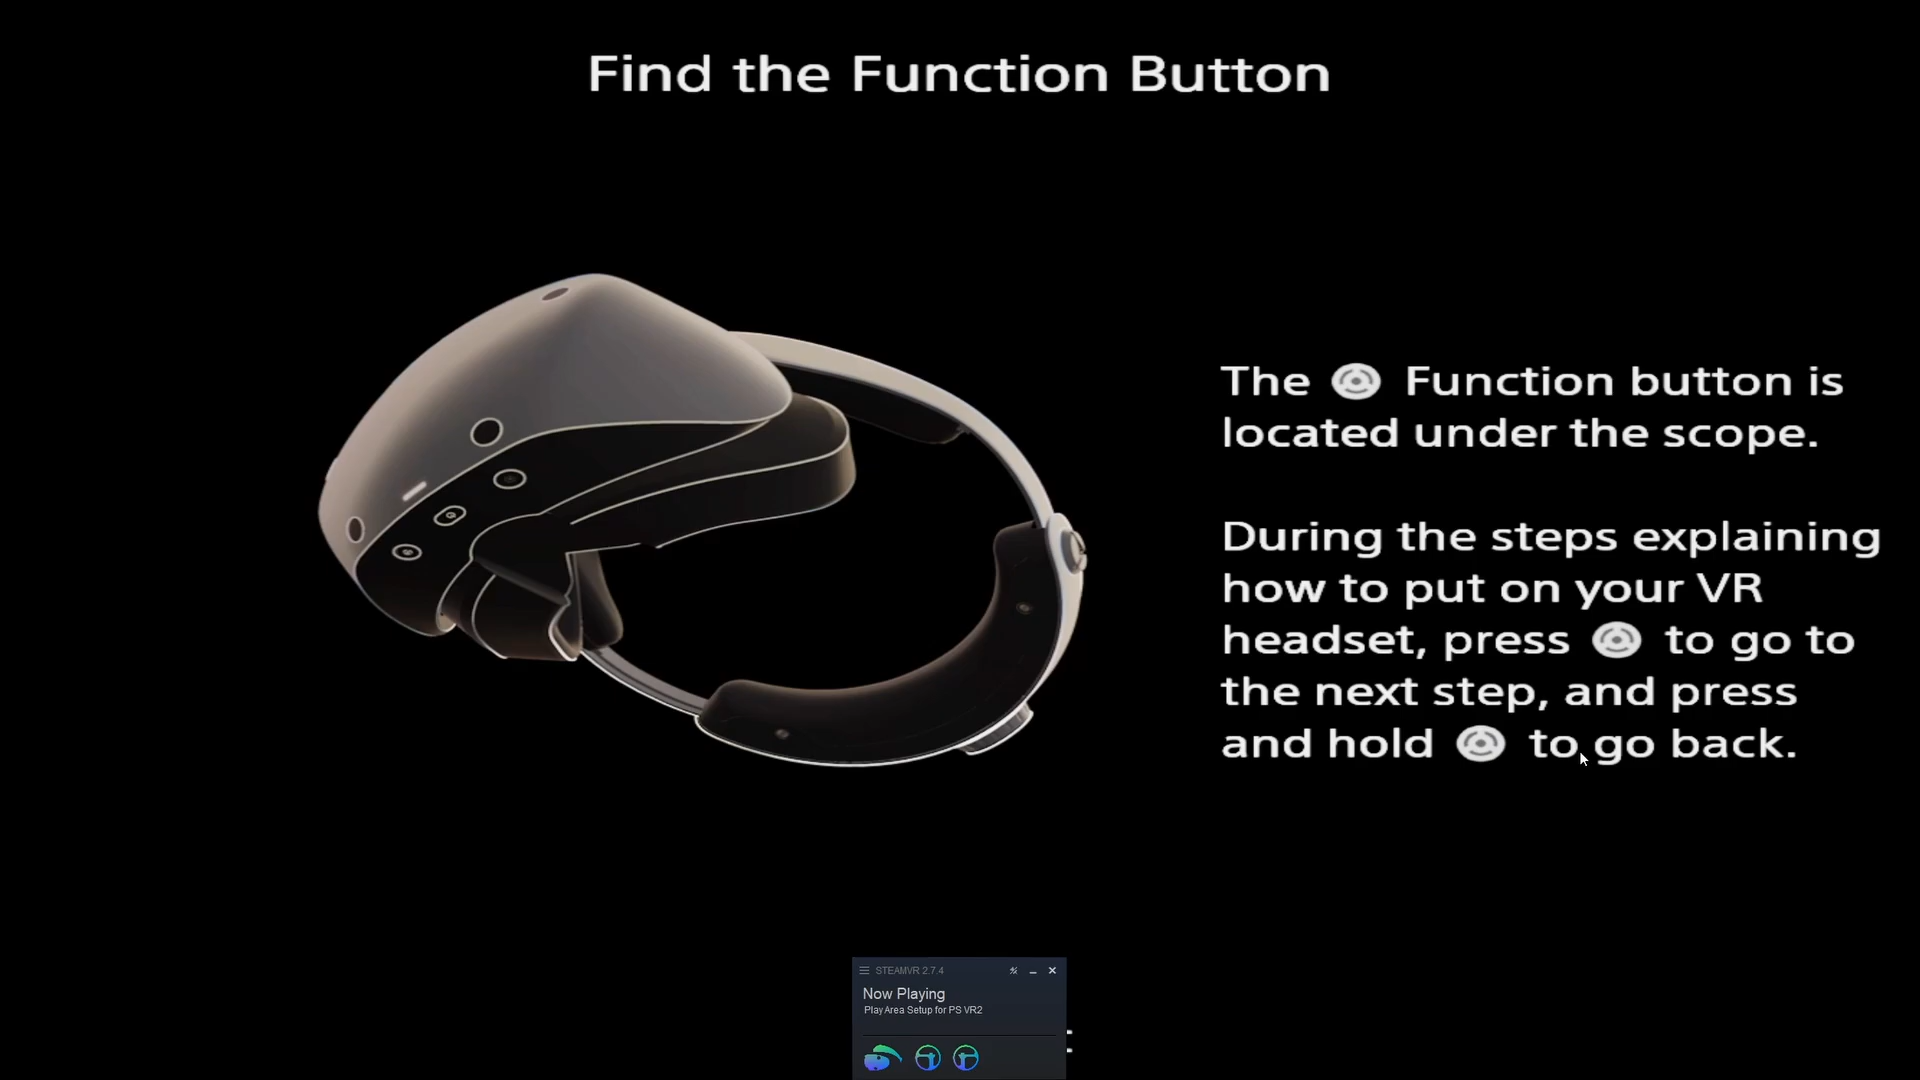 Find the Function Button
The Function button is
located under the scope.
During the steps explaining
how to put on your VR
headset, press to go to
the next step, and press
and hold to go back.
STEAMVR 2.7.4
Now Playing
Play Area Setup for PS VR2